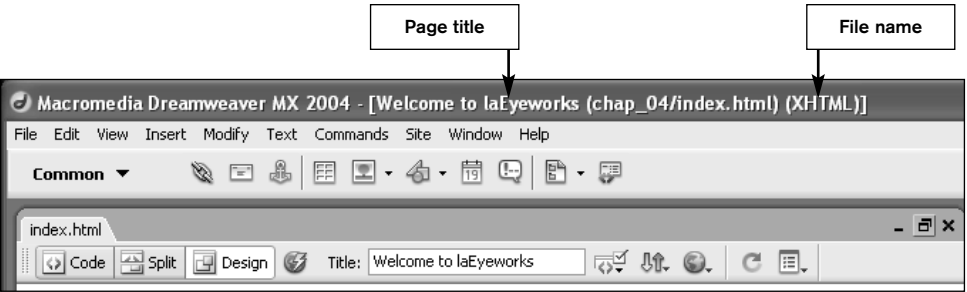 Page title
File name
Macromedia Dreamweaver MX 2004 - [Welcome to laEyeworks (chap_04/index.html) (XHTML)]
File Edit View Insert Modify Text Commands Site Window Help
Common
19
index.html
Code Split Design Title: Welcome to laEyeworks